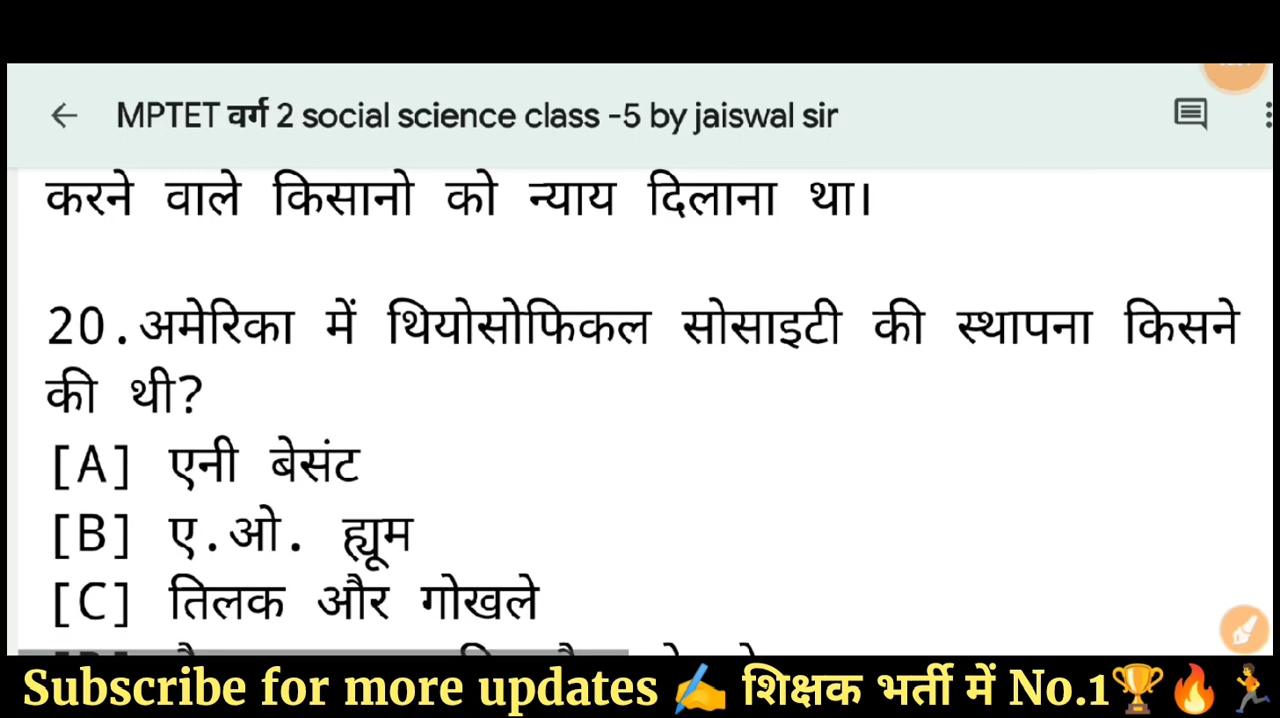 MPTET वर्ग 2 social science class -5 by jaiswal sir
करने वाले किसानो को न्याय दिलाना था।
20.अमेरिका में थियोसोफिकल सोसाइटी की स्थापना किसने
की थी?
[A] एनी बेसंट
[B] ए.ओ. ह्यूम
[C] तिलक और गोखले
Subscribe for more updates ✍️ शिक्षक भर्ती में No.1🏆🔥🏃